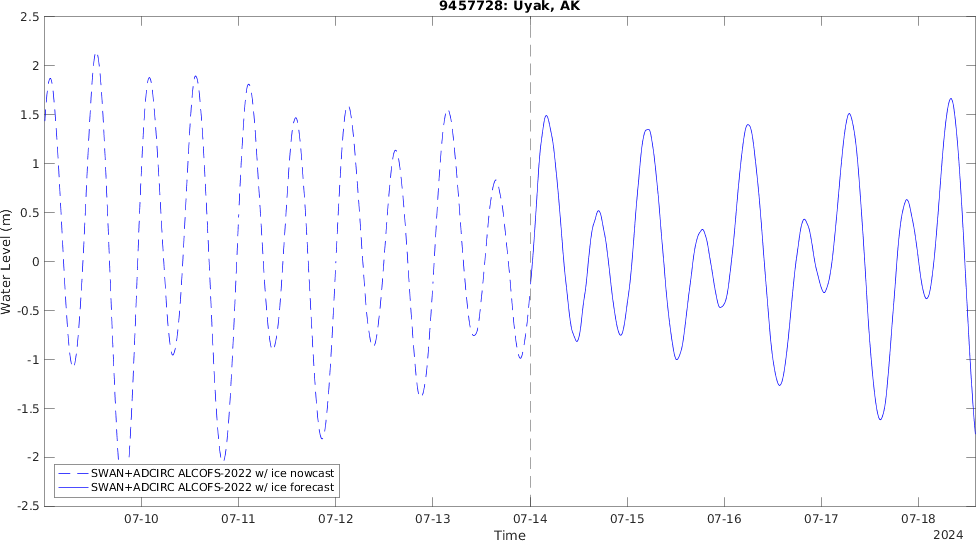 9457728: Uyak, AK
Water Level (m)
2.5
2
1.5
1
0.5
0
-0.5
-1
-1.5
-2
-2.5
SWAN+ADCIRC ALCOFS-2022 w/ ice nowcast
SWAN+ADCIRC ALCOFS-2022 w/ ice forecast
07-10 07-11 07-12 07-13 07-14 07-15 07-16 07-17 07-18
Time
2024